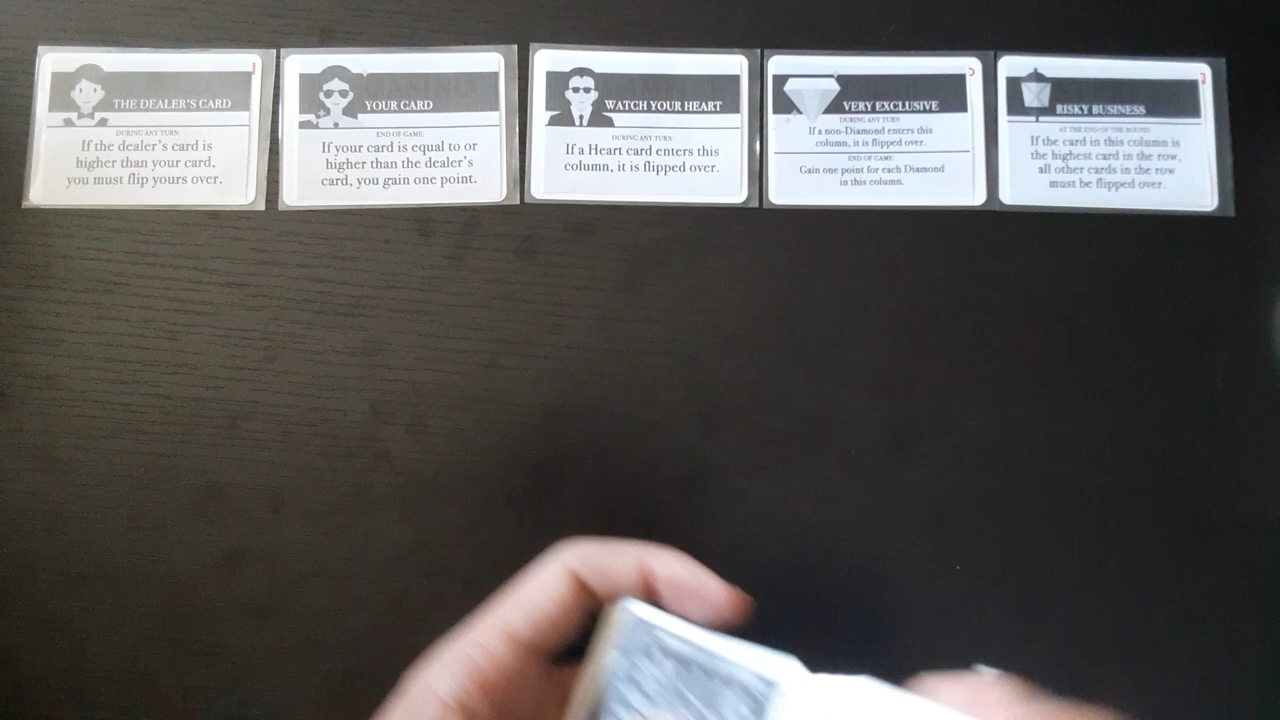 THE DEALER'S CARD
DURING ANY TURN:
If the dealer's card is
higher than your card,
you must flip yours over.
YOUR CARD
END OF GAME:
If your card is equal to or
higher than the dealer's
card, you gain one point.
WATCH YOUR HEART
DURING ANY TURN:
If a Heart card enters this
column, it is flipped over.
VERY EXCLUSIVE
DURING ANY TURN:
If a non-Diamond enters this
column, it is flipped over.
END OF GAME:
Gain one point for each Diamond
in this column.
RISKY BUSINESS
AT THE END OF THE ROUND:
If the card in this column is
the highest card in the row,
all other cards in the row
must be flipped over.